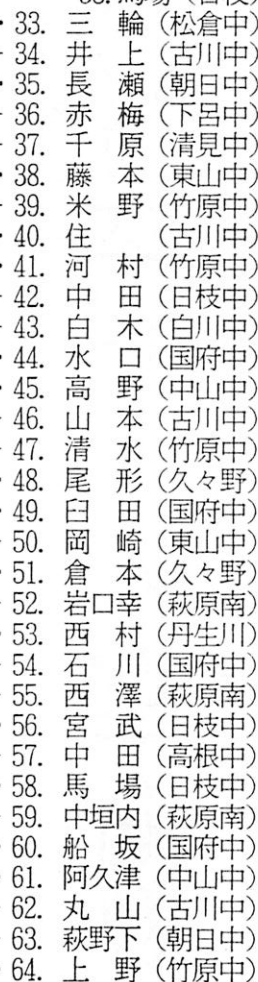 33. 三　輪（松倉中）
34. 井　上（古川中）
35. 長　瀬（朝日中）
36. 赤　梅（下呂中）
37. 千　原（清見中）
38. 藤　本（東山中）
39. 米　野（竹原中）
40. 住　　（古川中）
41. 河　村（竹原中）
42. 中　田（日枝中）
43. 白　木（白川中）
44. 水　口（国府中）
45. 高　野（中山中）
46. 山　本（古川中）
47. 清　水（竹原中）
48. 尾　形（久々野）
49. 臼　田（国府中）
50. 岡　崎（東山中）
51. 倉　本（久々野）
52. 岩口幸（萩原南）
53. 西　村（丹生川）
54. 石　川（国府中）
55. 西　澤（萩原南）
56. 宮　武（日枝中）
57. 中　田（高根中）
58. 馬　場（日枝中）
59. 中垣内（萩原南）
60. 船　坂（国府中）
61. 阿久津（中山中）
62. 丸　山（古川中）
63. 萩野下（朝日中）
64. 上　野（竹原中）